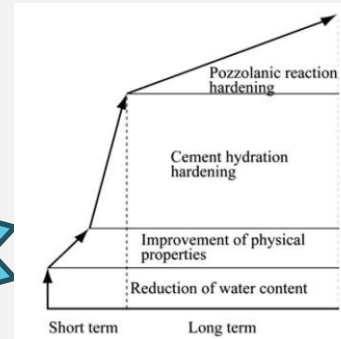 Pozzolanic reaction
hardening
Cement hydration
hardening
Improvement of physical
properties
Reduction of water content
Short term
Long term